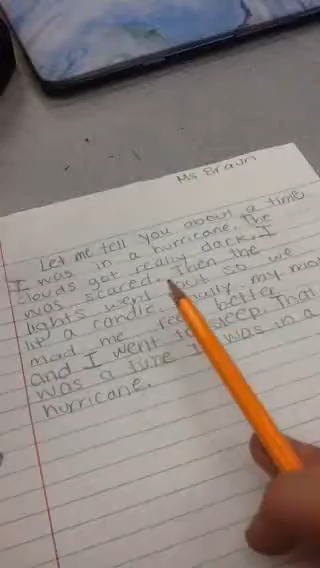 Ms Braun
Let me tell you about a time
I was in a hurricane. The
clouds got really dark. I
was scared. Then the
lights went out so we
lit a candle. Finally, my mom
mad me feel better
and I went to sleep. That
was a time I was in a
hurricane.